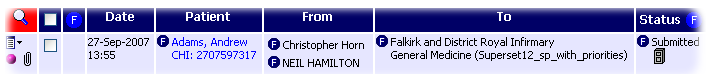 F Date Patient From To Status F
27-Sep-2007 F Adams, Andrew F Christopher Horn F Falkirk and District Royal Infirmary F Submitted
13:55 CHI: 2707597317 F NEIL HAMILTON General Medicine (Superset12_sp_with_priorities)